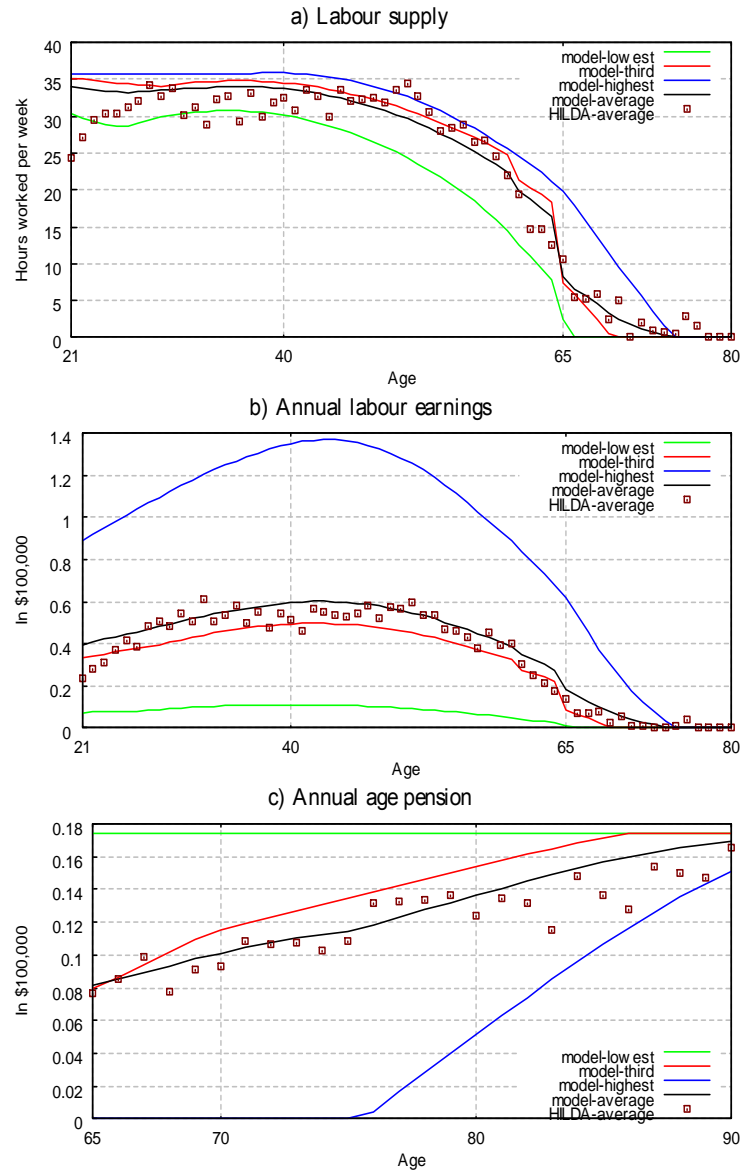 a) Labour supply
Hours worked per week
40
35
30
25
20
15
10
5
0
21
40
65
80
Age
model-low est
model-third
model-highest
model-average
HILDA-average
b) Annual labour earnings
In $100,000
1.4
1.2
1
0.8
0.6
0.4
0.2
0
21
40
65
80
Age
model-low est
model-third
model-highest
model-average
HILDA-average
c) Annual age pension
In $100,000
0.18
0.16
0.14
0.12
0.1
0.08
0.06
0.04
0.02
0
65
70
80
90
Age
model-low est
model-third
model-highest
model-average
HILDA-average